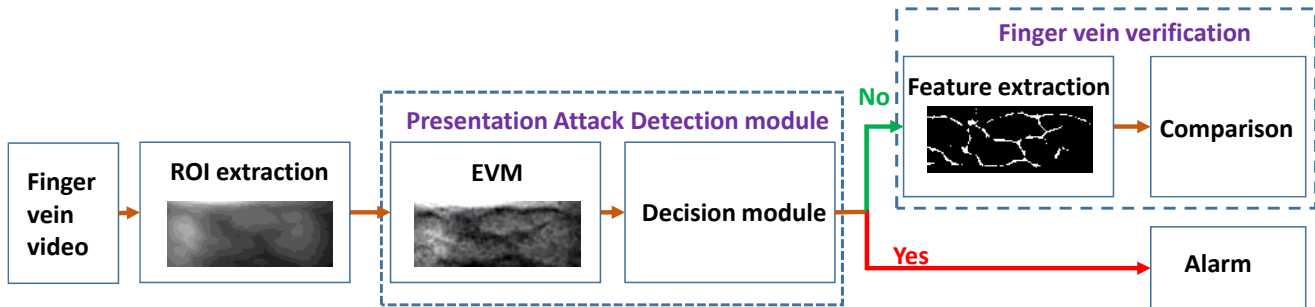 Finger vein verification
Feature extraction
No
Presentation Attack Detection module
Comparison
ROI extraction
EVM
Finger
vein
video
Decision module
Yes
Alarm